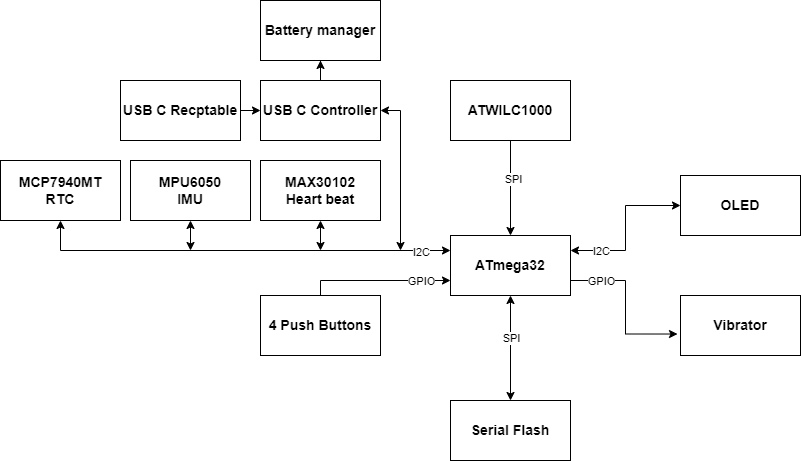 Battery manager
USB C Recptable
USB C Controller
ATWILC1000
MCP7940MT
RTC
MPU6050
IMU
MAX30102
Heart beat
SPI
OLED
I2C
I2C
ATmega32
GPIO
GPIO
4 Push Buttons
Vibrator
SPI
Serial Flash